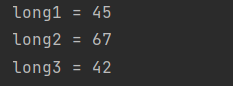 long1 = 45
long2 = 67
long3 = 42